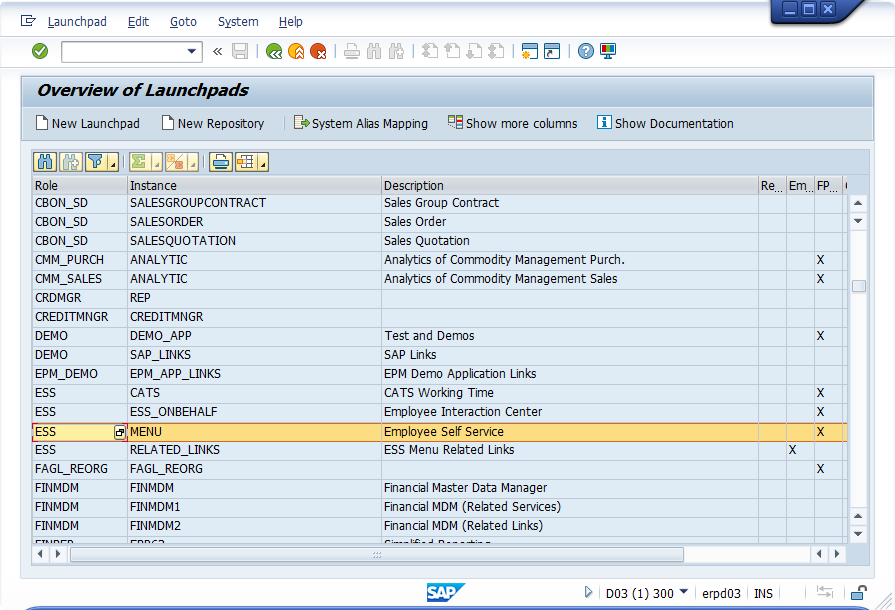 Launchpad Edit Goto System Help
«
Overview of Launchpads
New Launchpad New Repository System Alias Mapping Show more columns Show Documentation
Role Instance Description Re... Em... FP...
CBON_SD SALESGROUPCONTRACT Sales Group Contract
CBON_SD SALESORDER Sales Order
CBON_SD SALESQUOTATION Sales Quotation
CMM_PURCH ANALYTIC Analytics of Commodity Management Purch. X
CMM_SALES ANALYTIC Analytics of Commodity Management Sales X
CRDMGR REP
CREDITMNGR CREDITMNGR
DEMO DEMO_APP Test and Demos X
DEMO SAP_LINKS SAP Links
EPM_DEMO EPM_APP_LINKS EPM Demo Application Links
ESS CATS CATS Working Time X
ESS ESS_ONBEHALF Employee Interaction Center X
ESS MENU Employee Self Service X
ESS RELATED_LINKS ESS Menu Related Links X
FAGL_REORG FAGL_REORG X
FINMDM FINMDM Financial Master Data Manager
FINMDM FINMDM1 Financial MDM (Related Services)
FINMDM FINMDM2 Financial MDM (Related Links)
SAP D03 (1) 300 erpd03 INS